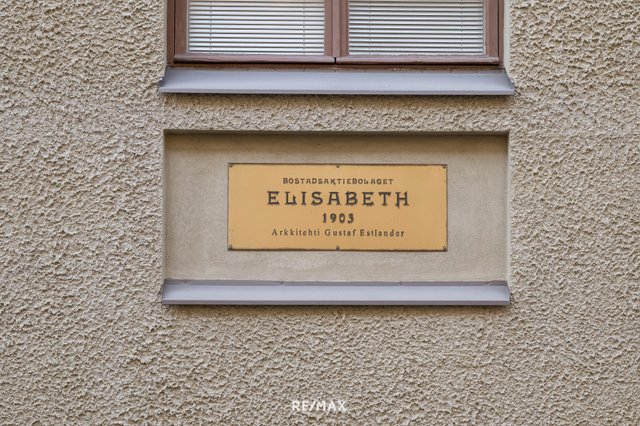 BOSTADSAKTIEBOLAGET
ELISABETH
1903
Arkkitehti Gustaf Estlander
RE/MAX